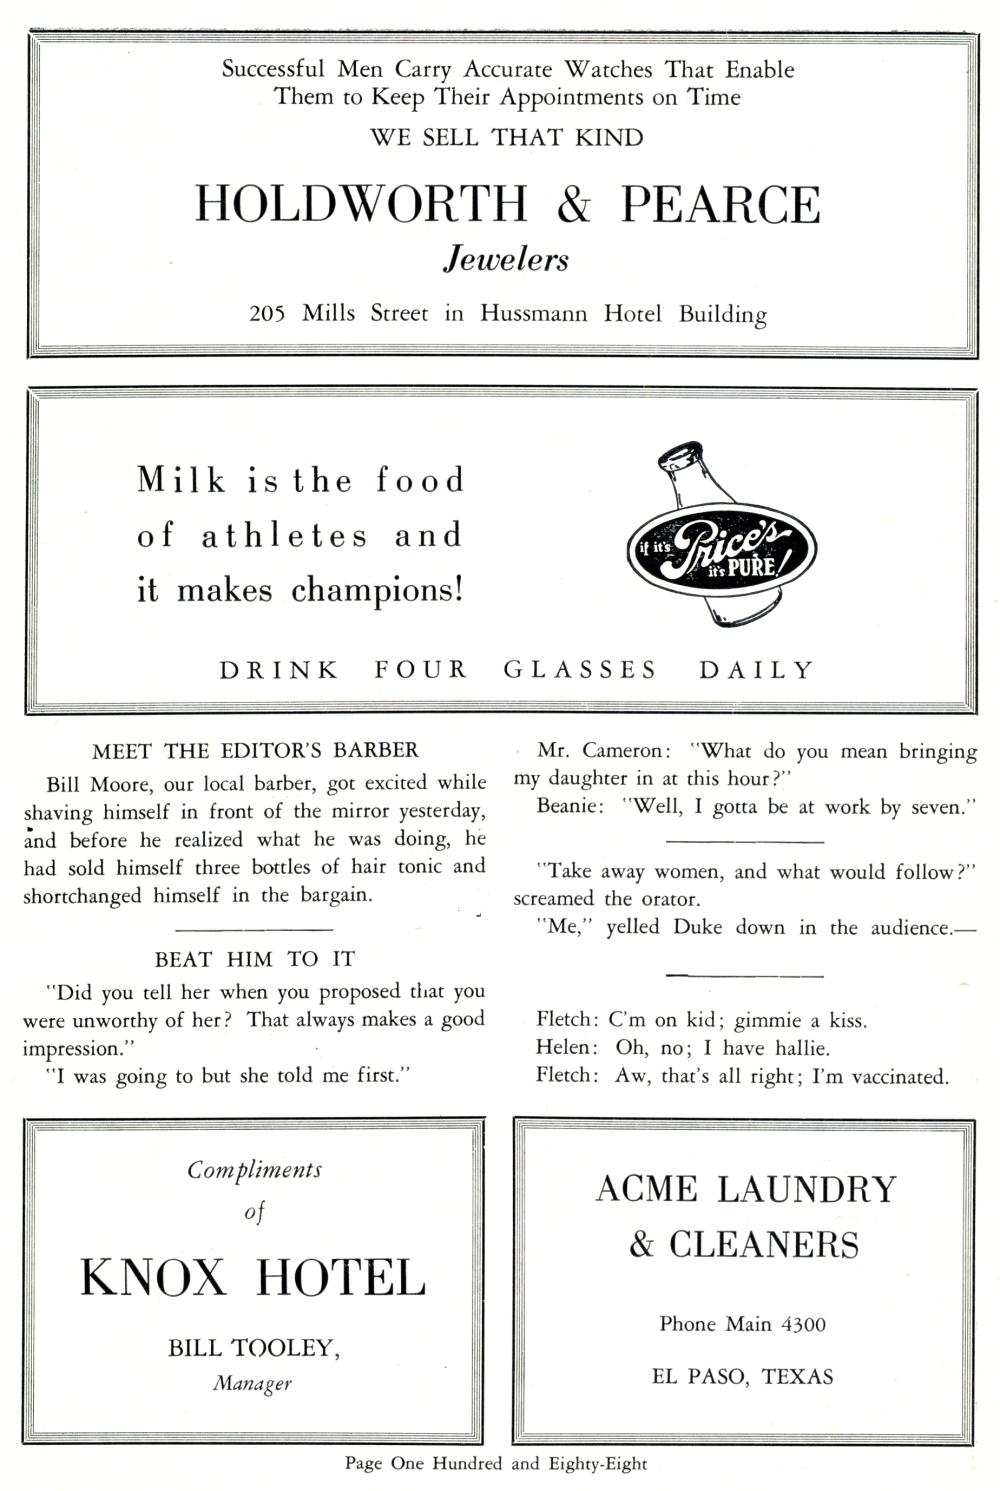 Successful Men Carry Accurate Watches That Enable
Them to Keep Their Appointments on Time
WE SELL THAT KIND
HOLDWORTH & PEARCE
Jewelers
205 Mills Street in Hussmann Hotel Building
Milk is the food
of athletes and
it makes champions!
if it's Price's
it's PURE!
DRINK FOUR GLASSES DAILY
MEET THE EDITOR'S BARBER
Bill Moore, our local barber, got excited while
shaving himself in front of the mirror yesterday,
and before he realized what he was doing, he
had sold himself three bottles of hair tonic and
shortchanged himself in the bargain.
BEAT HIM TO IT
"Did you tell her when you proposed that you
were unworthy of her? That always makes a good
impression."
"I was going to but she told me first."
Mr. Cameron: "What do you mean bringing
my daughter in at this hour?"
Beanie: "Well, I gotta be at work by seven."
"Take away women, and what would follow?"
screamed the orator.
"Me," yelled Duke down in the audience.—
Fletch: C'm on kid; gimmie a kiss.
Helen: Oh, no; I have hallie.
Fletch: Aw, that's all right; I'm vaccinated.
Compliments
of
KNOX HOTEL
BILL TOOLEY,
Manager
ACME LAUNDRY
& CLEANERS
Phone Main 4300
EL PASO, TEXAS
Page One Hundred and Eighty-Eight